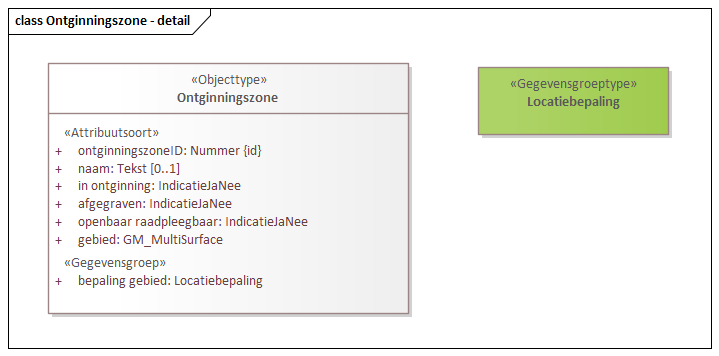 class Ontginningszone - detail
«Objecttype»
Ontginningszone
«Attribuutsoort»
+ ontginningszoneID: Nummer {id}
+ naam: Tekst [0..1]
+ in ontginning: IndicatieJaNee
+ afgegraven: IndicatieJaNee
+ openbaar raadpleegbaar: IndicatieJaNee
+ gebied: GM_MultiSurface
«Gegevensgroep»
+ bepaling gebied: Locatiebepaling
«Gegevensgroeptype»
Locatiebepaling